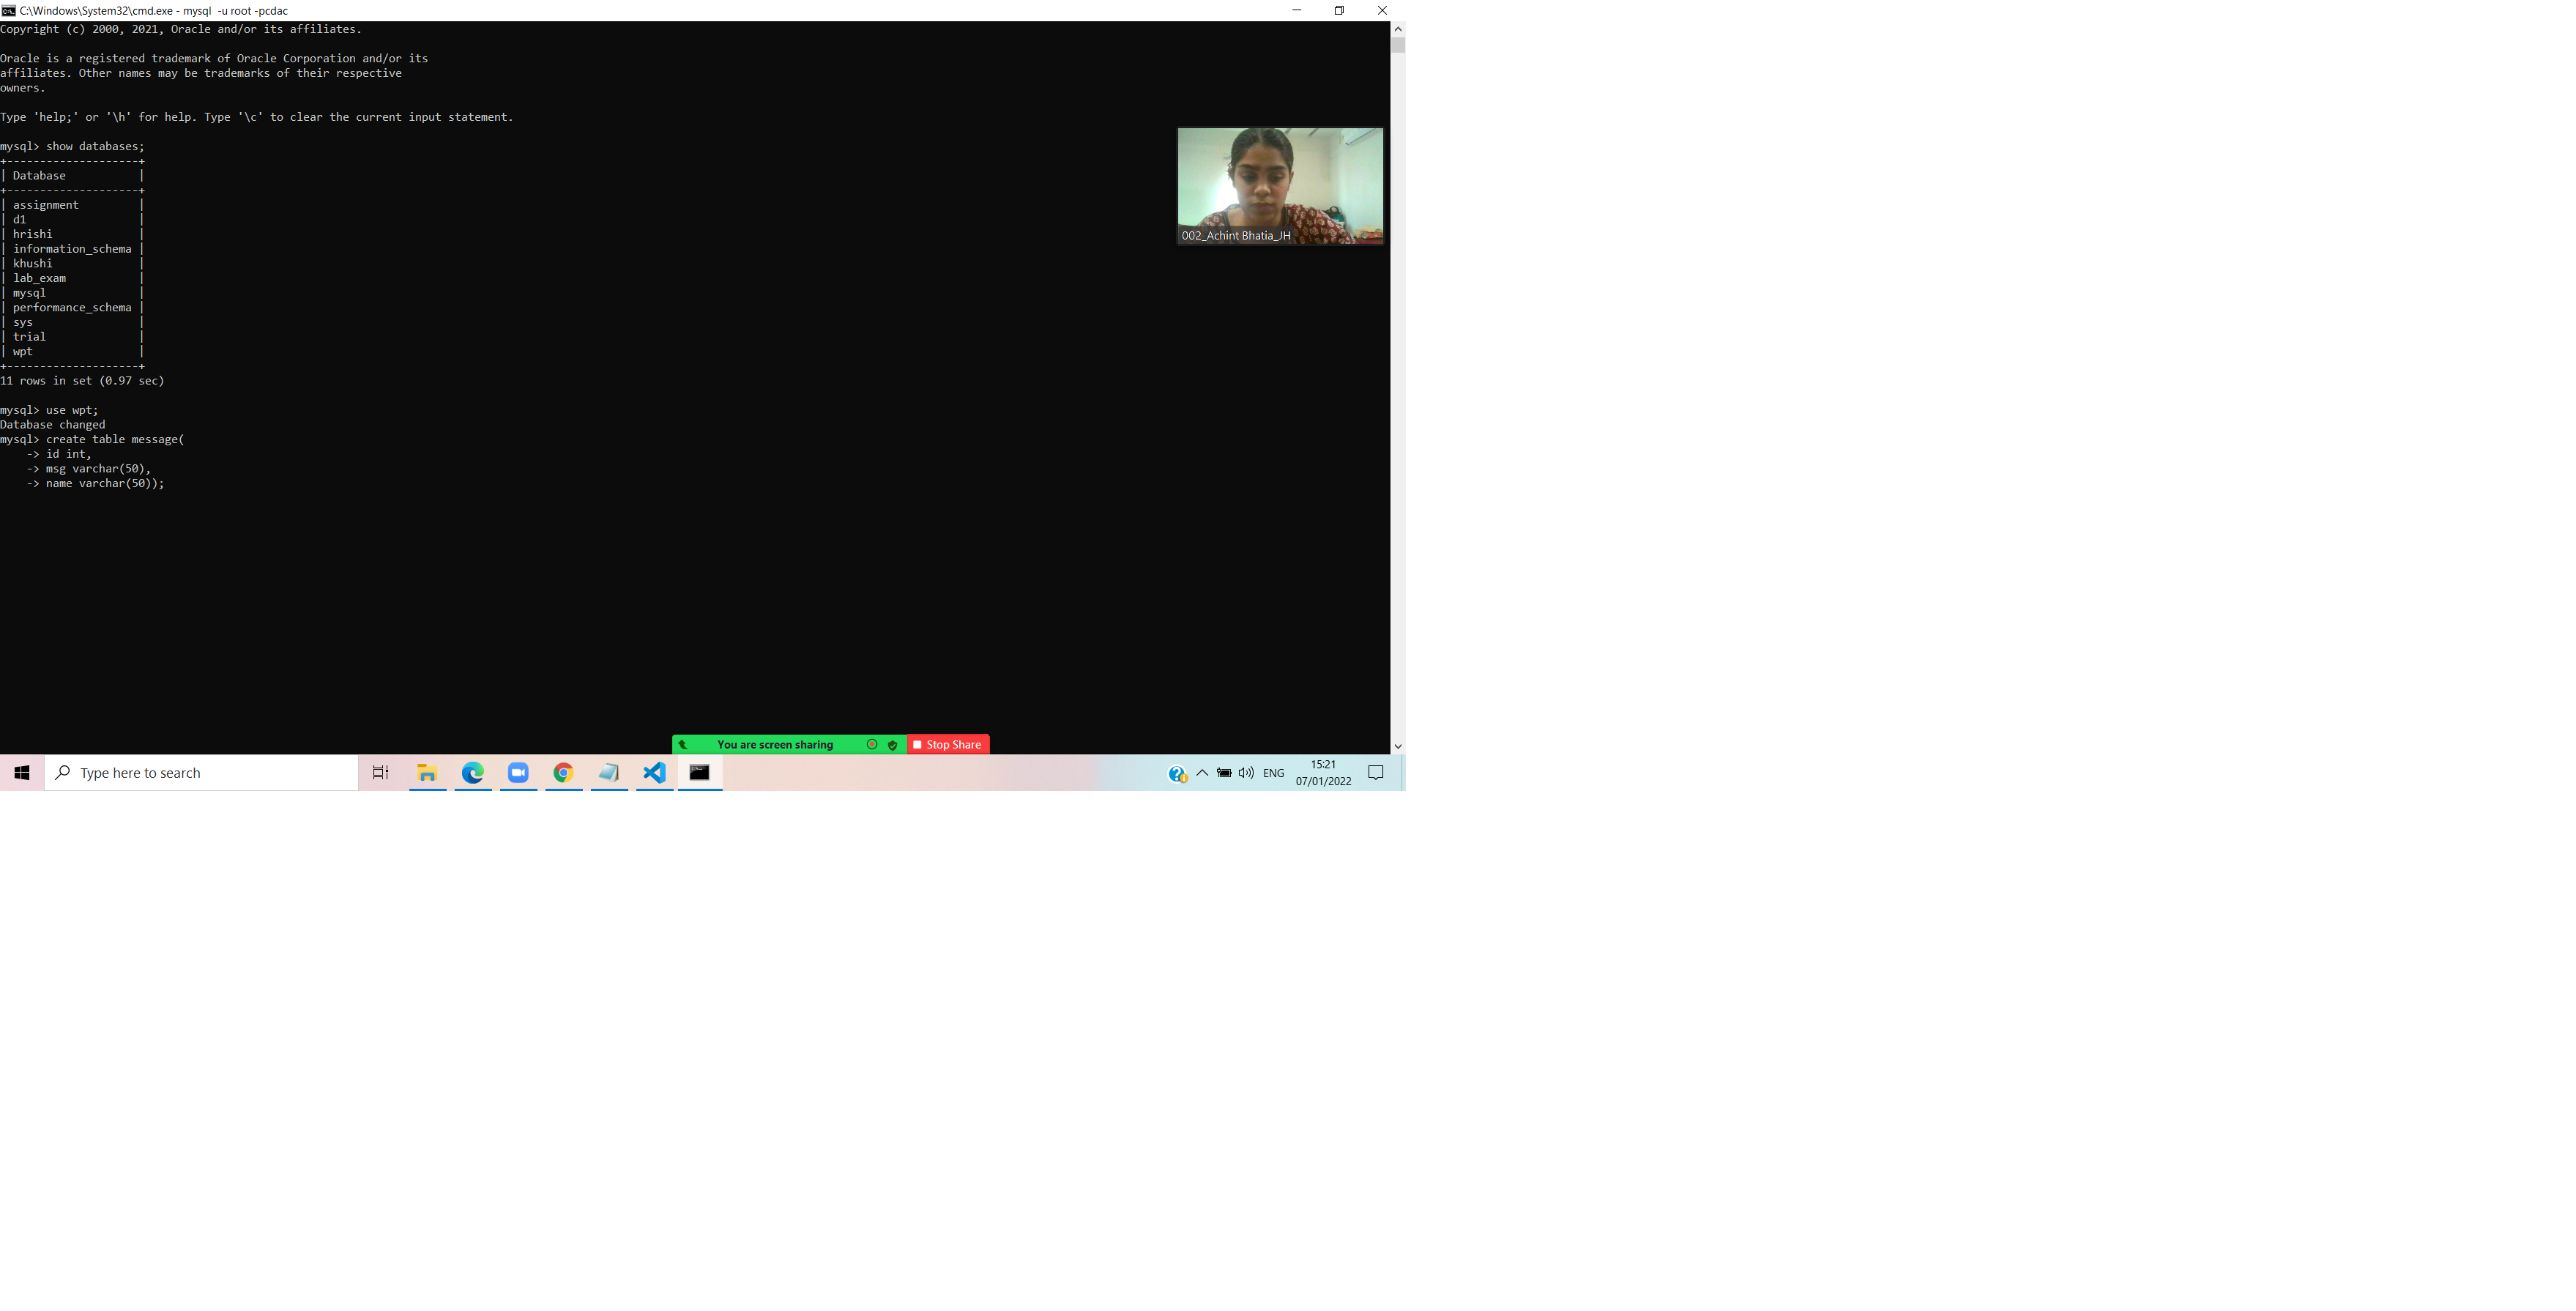 C:\Windows\System32\cmd.exe - mysql  -u root -pcdac
Copyright (c) 2000, 2021, Oracle and/or its affiliates.
Oracle is a registered trademark of Oracle Corporation and/or its
affiliates. Other names may be trademarks of their respective
owners.
Type 'help;' or '\h' for help. Type '\c' to clear the current input statement.
mysql> show databases;
+--------------------+
| Database           |
+--------------------+
| assignment         |
| d1                 |
| hrishi             |
| information_schema |
| khushi             |
| lab_exam           |
| mysql              |
| performance_schema |
| sys                |
| trial              |
| wpt                |
+--------------------+
11 rows in set (0.97 sec)
mysql> use wpt;
Database changed
mysql> create table message(
    -> id int,
    -> msg varchar(50),
    -> name varchar(50));
002_Achint Bhatia_JH
You are screen sharing
Stop Share
Type here to search
ENG
15:21
07/01/2022